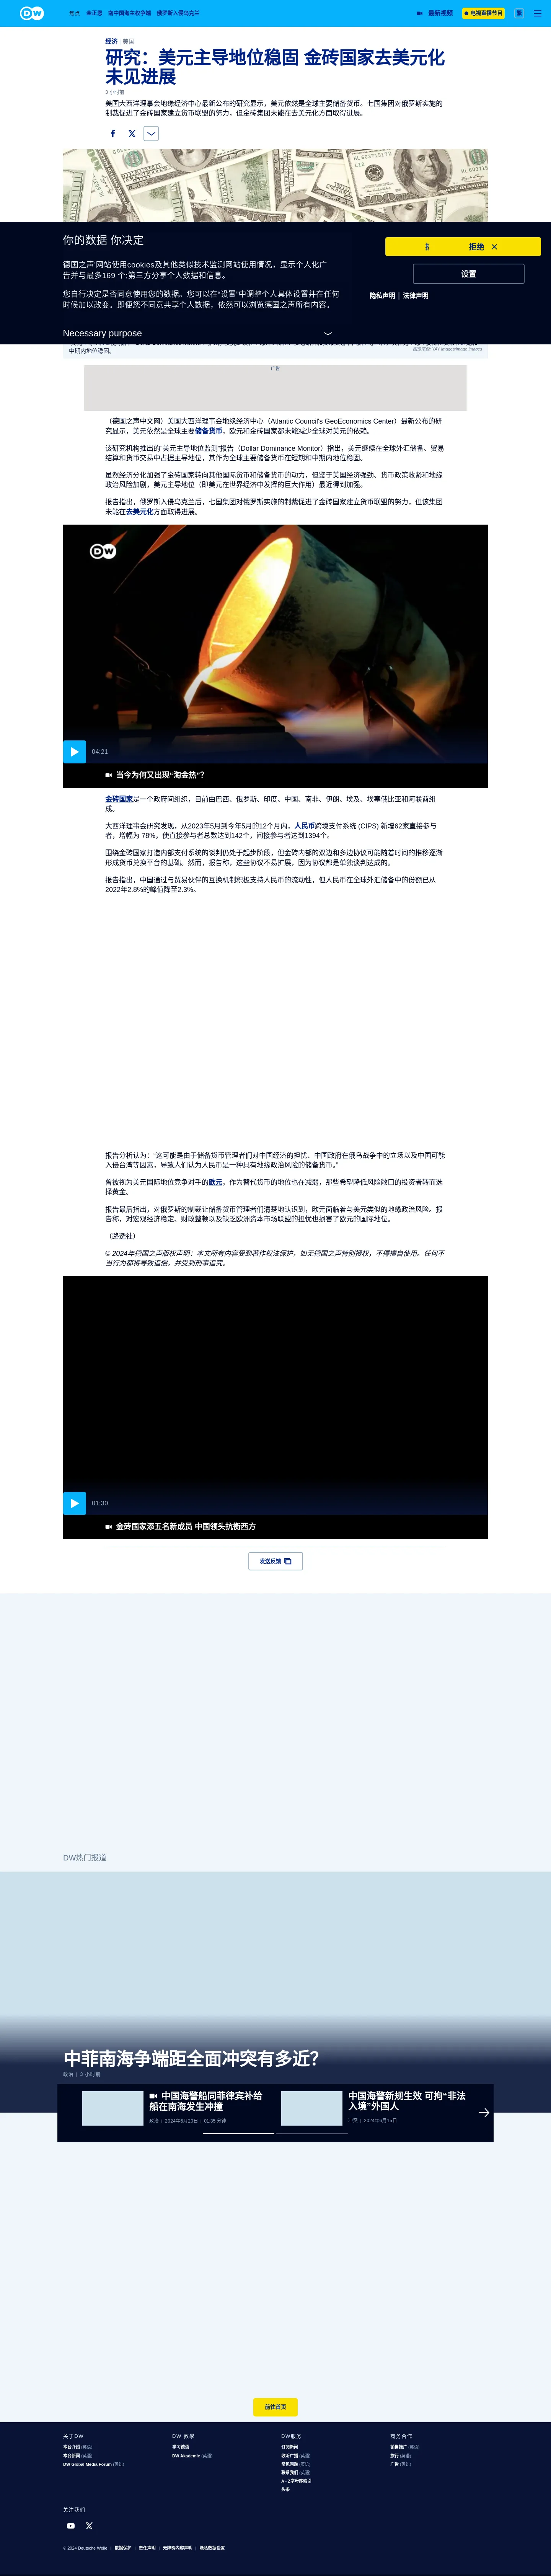 DW
焦点 金正恩 南中国海主权争端 俄罗斯入侵乌克兰
最新视频
电视直播节目
繁
经济 | 美国
研究：美元主导地位稳固 金砖国家去美元化
未见进展
3 小时前
美国大西洋理事会地缘经济中心最新公布的研究显示，美元依然是全球主要储备货币。七国集团对俄罗斯实施的
制裁促进了金砖国家建立货币联盟的努力，但金砖集团未能在去美元化方面取得进展。
你的数据 你决定
德国之声'网站使用cookies及其他类似技术监测网站使用情况，显示个人化广
告并与最多169 个;第三方分享个人数据和信息。
您自行决定是否同意使用您的数据。您可以在“设置”中调整个人具体设置并在任何
时候加以改变。即便您不同意共享个人数据，依然可以浏览德国之声所有内容。
拒绝
设置
隐私声明 | 法律声明
Necessary purpose
中期内地位稳固。
图像来源: YAY Images/imago images
广告
（德国之声中文网）美国大西洋理事会地缘经济中心（Atlantic Council's GeoEconomics Center）最新公布的研
究显示，美元依然是全球主要储备货币，欧元和金砖国家都未能减少全球对美元的依赖。
该研究机构推出的“美元主导地位监测”报告（Dollar Dominance Monitor）指出，美元继续在全球外汇储备、贸易
结算和货币交易中占据主导地位，其作为全球主要储备货币在短期和中期内地位稳固。
虽然经济分化加强了金砖国家转向其他国际货币和储备货币的动力，但鉴于美国经济强劲、货币政策收紧和地缘
政治风险加剧，美元主导地位（即美元在世界经济中发挥的巨大作用）最近得到加强。
报告指出，俄罗斯入侵乌克兰后，七国集团对俄罗斯实施的制裁促进了金砖国家建立货币联盟的努力，但该集团
未能在去美元化方面取得进展。
DW
04:21
当今为何又出现“淘金热”？
金砖国家是一个政府间组织，目前由巴西、俄罗斯、印度、中国、南非、伊朗、埃及、埃塞俄比亚和阿联酋组
成。
大西洋理事会研究发现，从2023年5月到今年5月的12个月内，人民币跨境支付系统 (CIPS) 新增62家直接参与
者，增幅为 78%，使直接参与者总数达到142个，间接参与者达到1394个。
围绕金砖国家打造内部支付系统的谈判仍处于起步阶段，但金砖内部的双边和多边协议可能随着时间的推移逐渐
形成货币兑换平台的基础。然而，报告称，这些协议不易扩展，因为协议都是单独谈判达成的。
报告指出，中国通过与贸易伙伴的互换机制积极支持人民币的流动性，但人民币在全球外汇储备中的份额已从
2022年2.8%的峰值降至2.3%。
报告分析认为：“这可能是由于储备货币管理者们对中国经济的担忧、中国政府在俄乌战争中的立场以及中国可能
入侵台湾等因素，导致人们认为人民币是一种具有地缘政治风险的储备货币。”
曾被视为美元国际地位竞争对手的欧元，作为替代货币的地位也在减弱，那些希望降低风险敞口的投资者转而选
择黄金。
报告最后指出，对俄罗斯的制裁让储备货币管理者们清楚地认识到，欧元面临着与美元类似的地缘政治风险。报
告称，对宏观经济稳定、财政整顿以及缺乏欧洲资本市场联盟的担忧也损害了欧元的国际地位。
（路透社）
© 2024年德国之声版权声明：本文所有内容受到著作权法保护，如无德国之声特别授权，不得擅自使用。任何不
当行为都将导致追偿，并受到刑事追究。
01:30
金砖国家添五名新成员 中国领头抗衡西方
发送反馈
DW热门报道
中菲南海争端距全面冲突有多近？
政治 | 3 小时前
中国海警船同菲律宾补给
船在南海发生冲撞
政治 | 2024年6月20日 | 01:35 分钟
中国海警新规生效 可拘“非法
入境”外国人
评荐 | 2024年6月15日
前往首页
关于DW
本台介绍 (英语)
本台新闻 (英语)
DW Global Media Forum (英语)
DW 教學
学习德语
DW Akademie (英语)
DW服务
订阅新闻
收听广播 (英语)
常见问题 (英语)
联系我们 (英语)
A - Z字母序索引
头条
商务合作
销售推广 (英语)
旅行 (英语)
广告 (英语)
关注我们
© 2024 Deutsche Welle | 数据保护 | 责任声明 | 无障碍内容声明 | 隐私数据设置